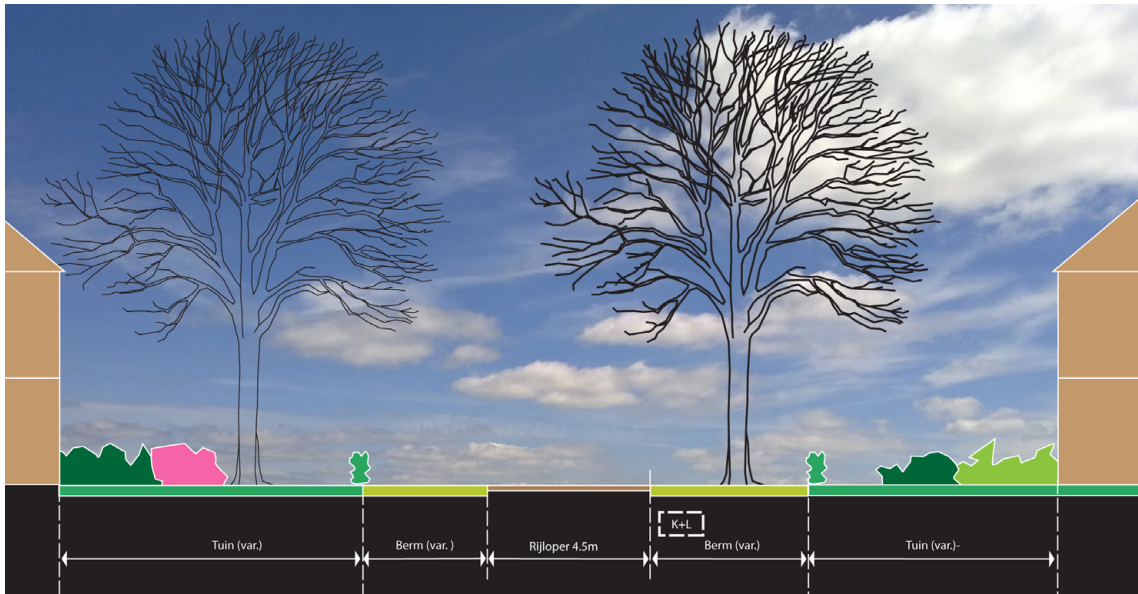 K+L
Tuin (var.)
Berm (var. )
Rijloper 4.5m
Berm (var.)
Tuin (var.)-